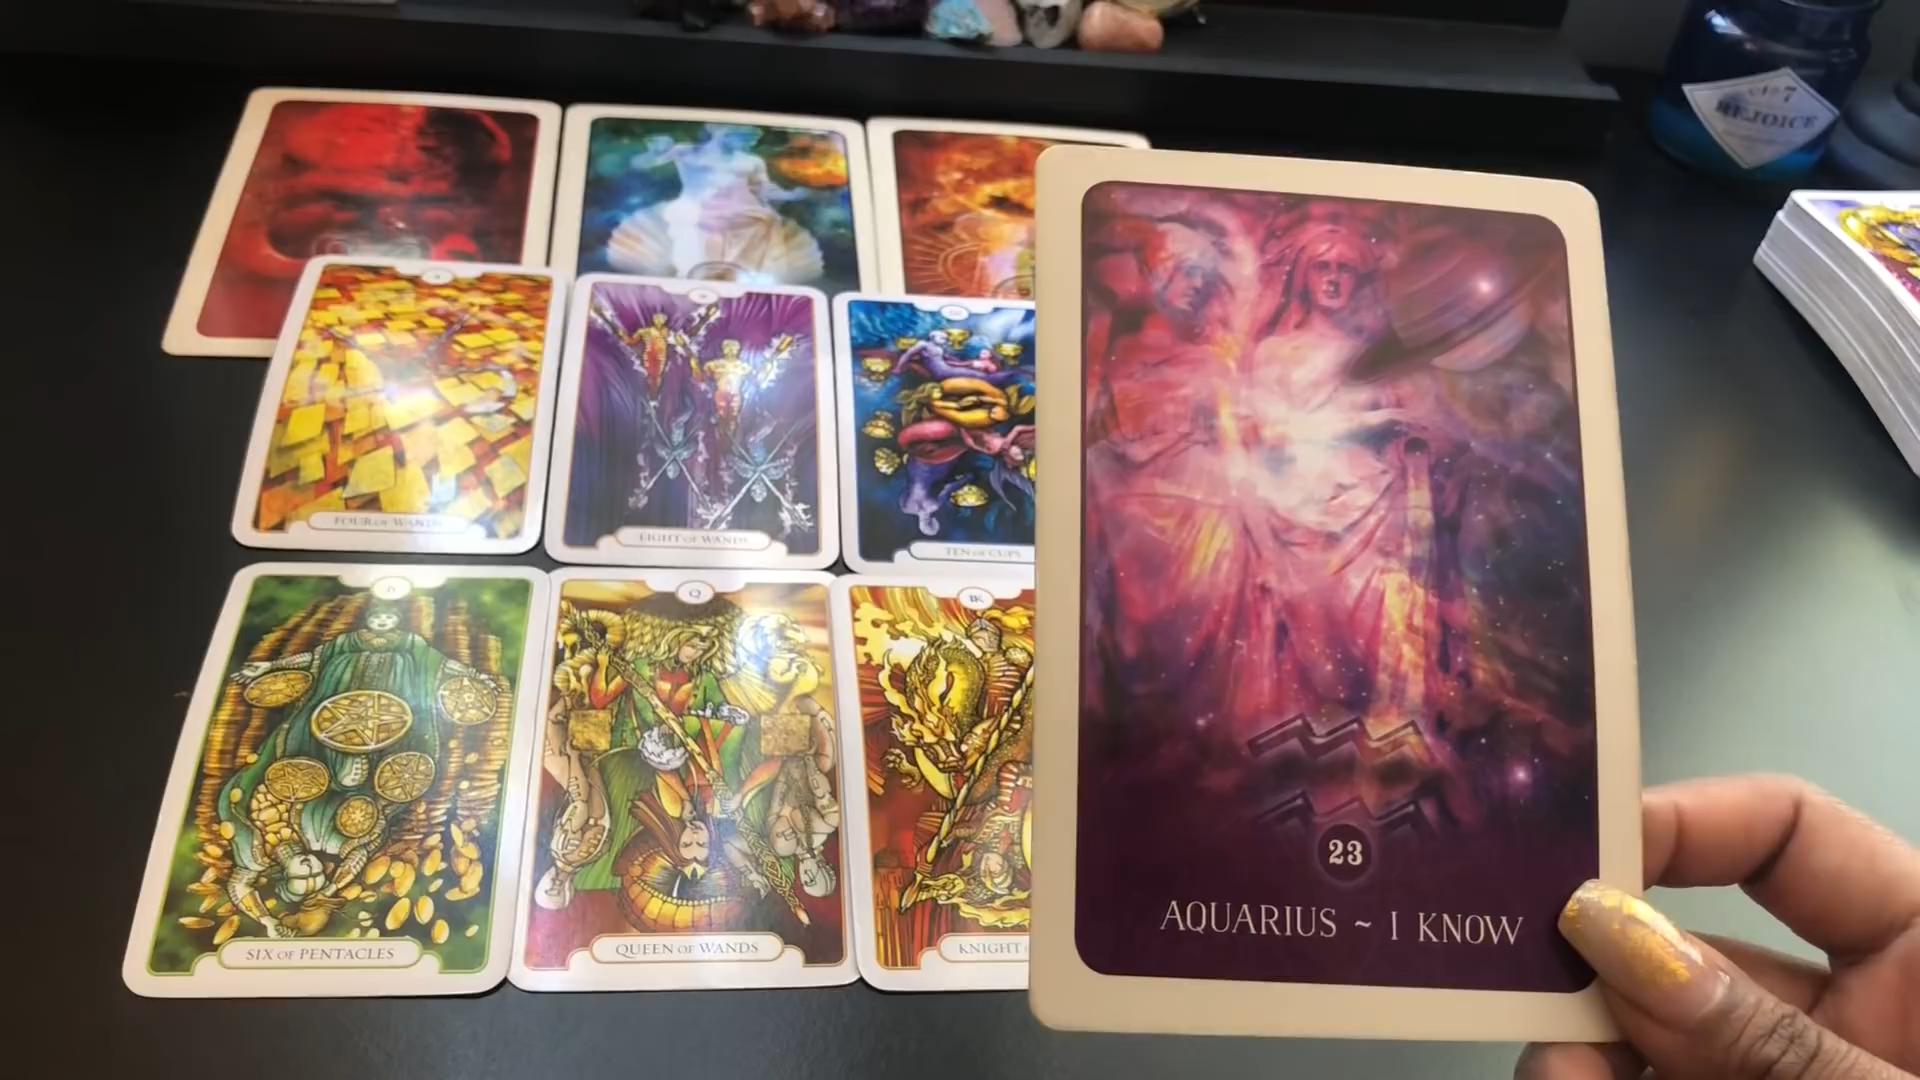 REJOICE
FOUR OF WANDS
EIGHT OF WANDS
TEN OF CUPS
Q
SIX OF PENTACLES
QUEEN OF WANDS
KNIGHT
23
AQUARIUS ~ I KNOW